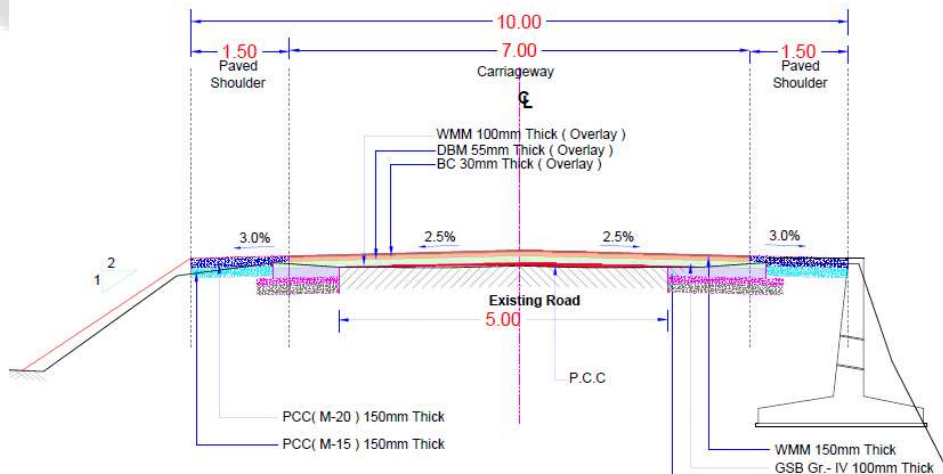 10.00
1.50
7.00
1.50
Paved
Shoulder
Carriageway
Paved
Shoulder
℄
WMM 100mm Thick ( Overlay )
DBM 55mm Thick ( Overlay )
BC 30mm Thick ( Overlay )
3.0%
2.5%
2.5%
3.0%
2
1
Existing Road
5.00
P.C.C
PCC( M-20 ) 150mm Thick
PCC( M-15 ) 150mm Thick
WMM 150mm Thick
GSB Gr.- IV 100mm Thick